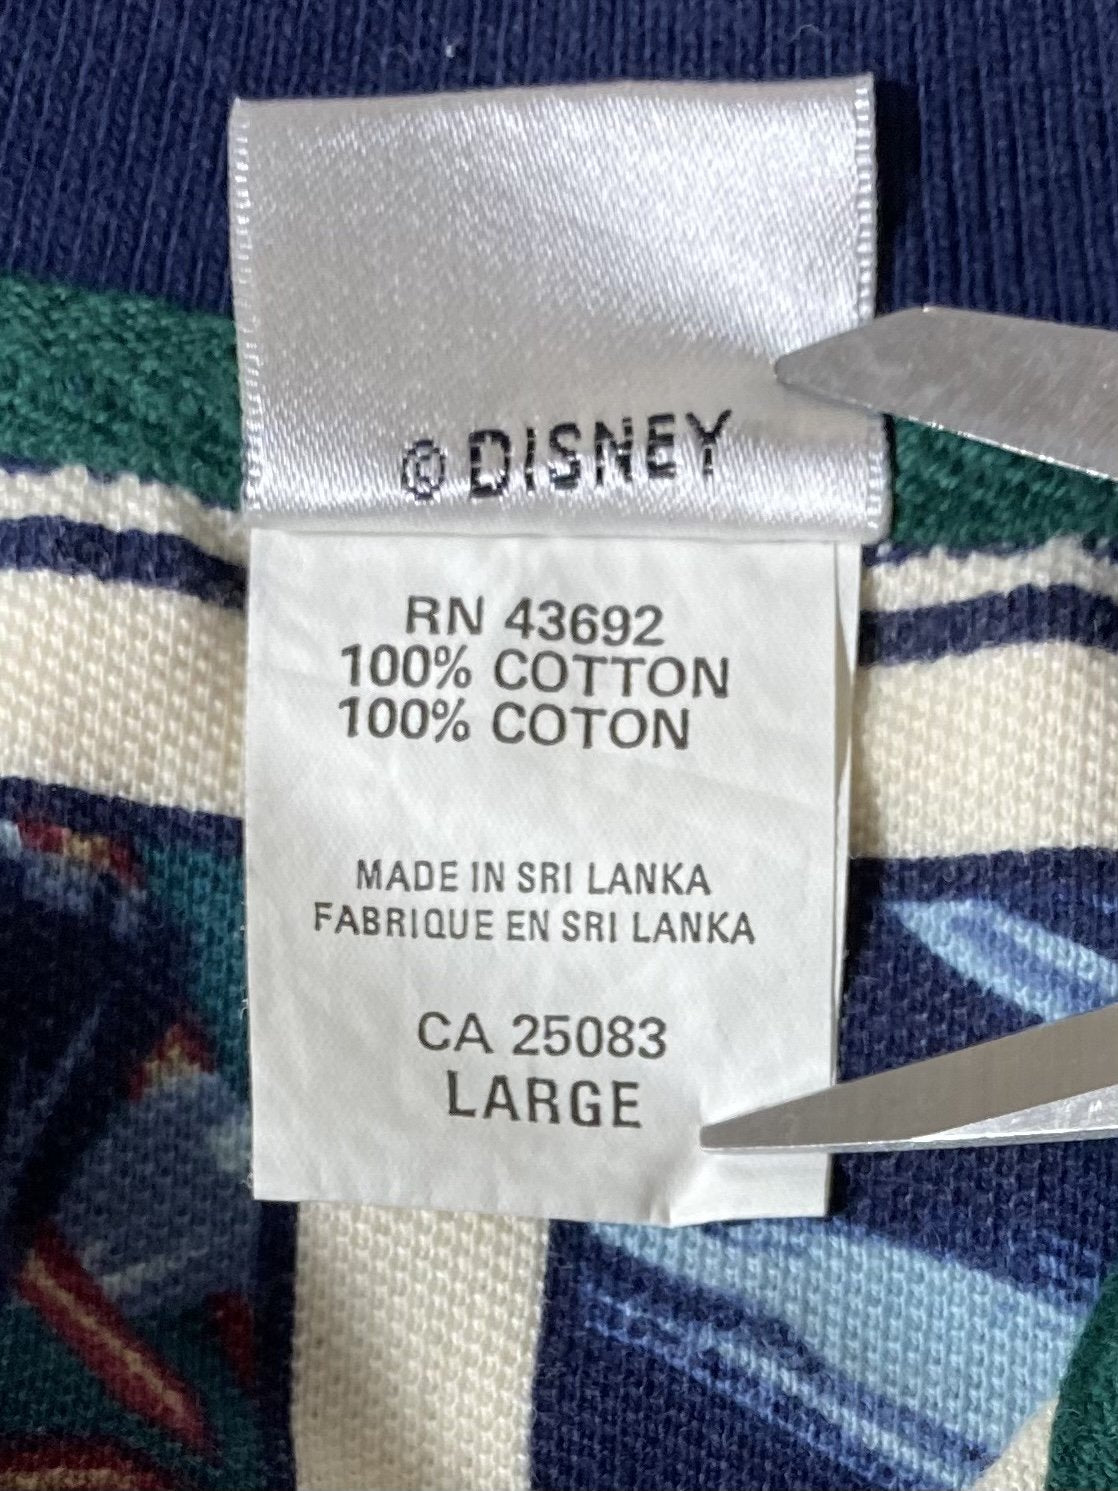 © DISNEY
RN 43692
100% COTTON
100% COTON
MADE IN SRI LANKA
FABRIQUE EN SRI LANKA
CA 25083
LARGE